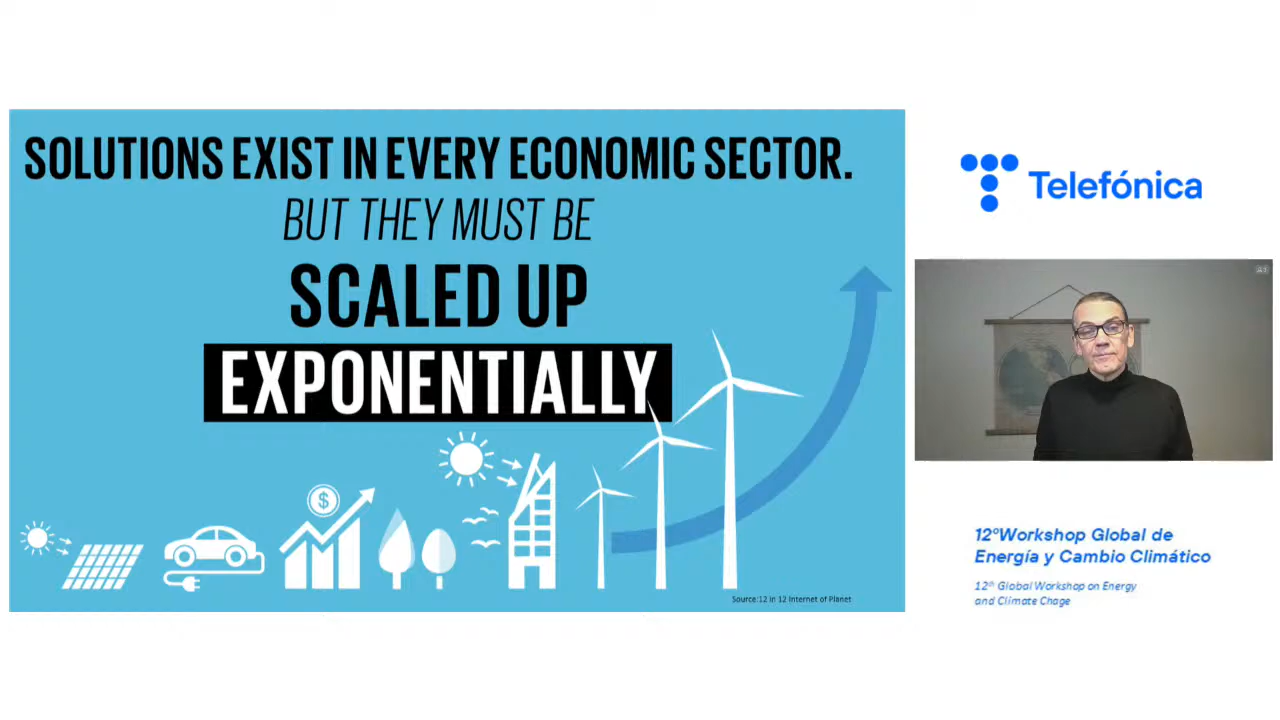 SOLUTIONS EXIST IN EVERY ECONOMIC SECTOR.
BUT THEY MUST BE
SCALED UP
EXPONENTIALLY
$
Source:12 in 12 Internet of Planet
Telefónica
12ºWorkshop Global de
Energía y Cambio Climático
12th Global Workshop on Energy
and Climate Chage